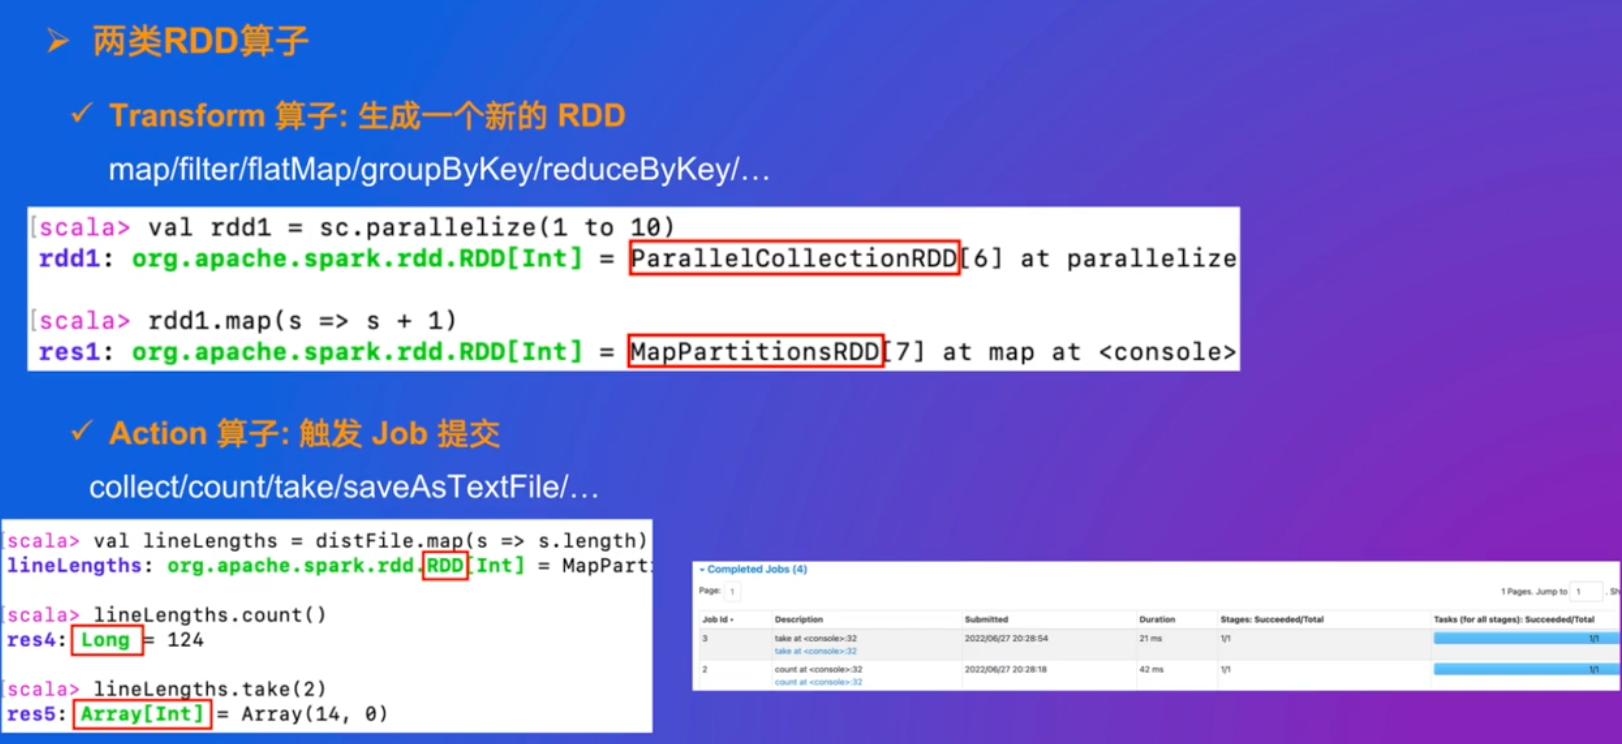 两类RDD算子
Transform 算子: 生成一个新的 RDD
map/filter/flatMap/groupByKey/reduceByKey/…
[scala> val rdd1 = sc.parallelize(1 to 10)
rdd1: org.apache.spark.rdd.RDD[Int] = ParallelCollectionRDD[6] at parallelize
[scala> rdd1.map(s => s + 1)
res1: org.apache.spark.rdd.RDD[Int] = MapPartitionsRDD[7] at map at <console>
Action 算子: 触发 Job 提交
collect/count/take/saveAsTextFile/…
[scala> val lineLengths = distFile.map(s => s.length)
lineLengths: org.apache.spark.rdd.RDD[Int] = MapPart
[scala> lineLengths.count()
res4: Long = 124
[scala> lineLengths.take(2)
res5: Array[Int] = Array(14, 0)
Completed Jobs (4)
Page: 1
1 Pages. Jump to 1 . Sh
Job Id Description Submitted Duration Stages: Succeeded/Total Tasks (for all stages): Succeeded/Total
3 take at <console>:32 2022/06/27 20:28:54 21 ms 1/1 1/1
take at <console>:32
2 count at <console>:32 2022/06/27 20:28:18 42 ms 1/1 1/1
count at <console>:32